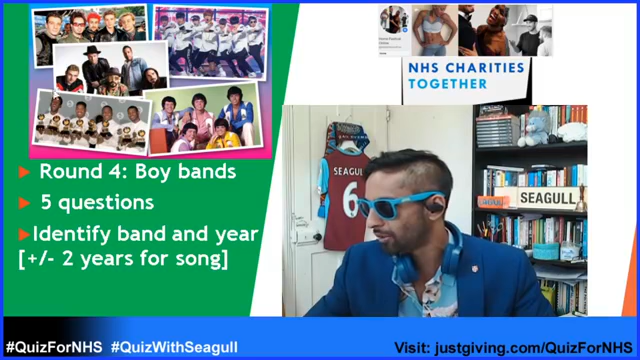 NHS CHARITIES
TOGETHER
Round 4: Boy bands
5 questions
Identify band and year
[+/- 2 years for song]
SEAGULL
6
SEAGULL
#QuizForNHS #QuizWithSeagull
Visit: justgiving.com/QuizForNHS